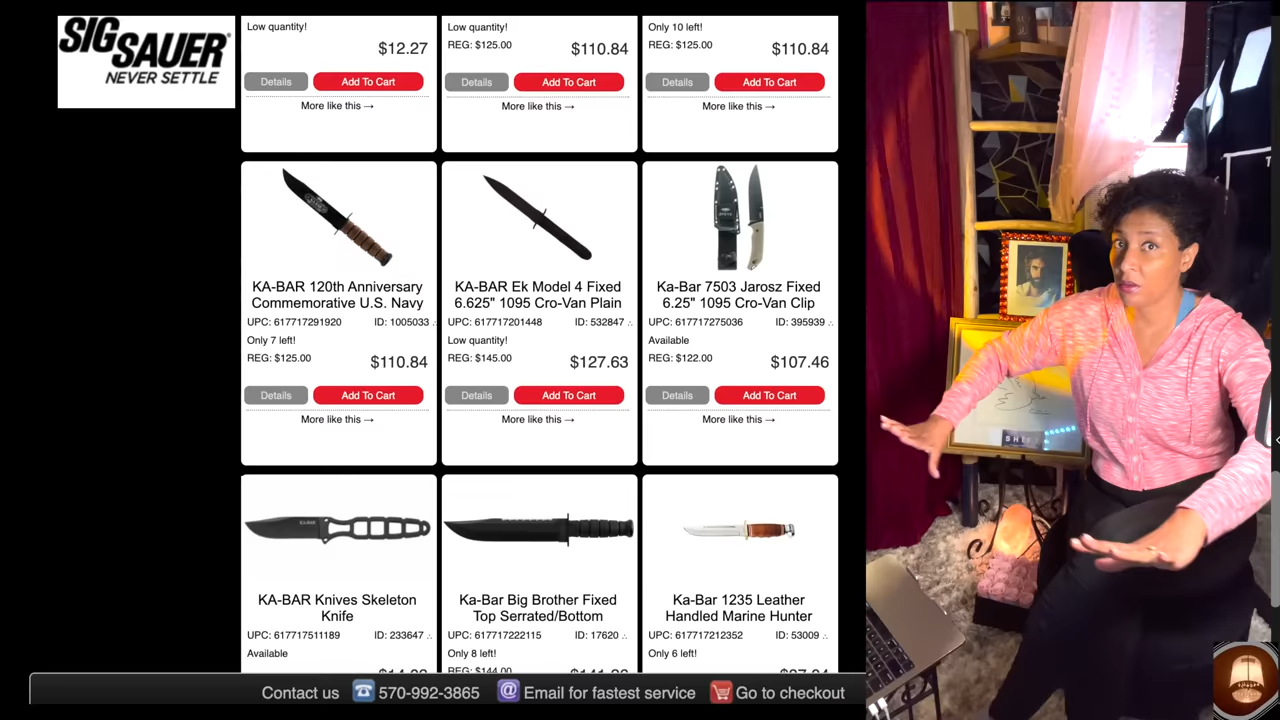 SIG SAUER
NEVER SETTLE
Low quantity!
$12.27
Details
Add To Cart
More like this →
Low quantity!
REG: $125.00
$110.84
Details
Add To Cart
More like this →
Only 10 left!
REG: $125.00
$110.84
Details
Add To Cart
More like this →
KA-BAR 120th Anniversary
Commemorative U.S. Navy
UPC: 617717291920 ID: 1005033
Only 7 left!
REG: $125.00
$110.84
Details
Add To Cart
More like this →
KA-BAR Ek Model 4 Fixed
6.625" 1095 Cro-Van Plain
UPC: 617717201448 ID: 532847
Low quantity!
REG: $145.00
$127.63
Details
Add To Cart
More like this →
Ka-Bar 7503 Jarosz Fixed
6.25" 1095 Cro-Van Clip
UPC: 617717275036 ID: 395939
Available
REG: $122.00
$107.46
Details
Add To Cart
More like this →
KA-BAR Knives Skeleton
Knife
UPC: 617717511189 ID: 233647
Available
Ka-Bar Big Brother Fixed
Top Serrated/Bottom
UPC: 617717222115 ID: 17620
Only 8 left!
REG: $144.00
Ka-Bar 1235 Leather
Handled Marine Hunter
UPC: 617717212352 ID: 53009
Only 6 left!
Contact us 570-992-3865 @ Email for fastest service Go to checkout